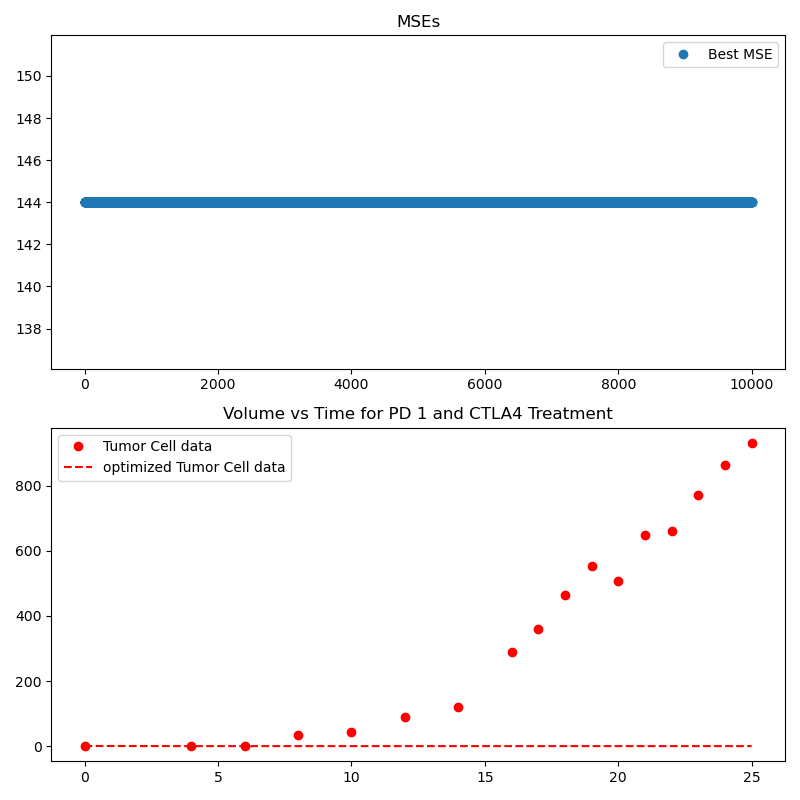 MSEs
Best MSE
150
148
146
144
142
140
138
0 2000 4000 6000 8000 10000
Volume vs Time for PD 1 and CTLA4 Treatment
Tumor Cell data
optimized Tumor Cell data
800
600
400
200
0
0 5 10 15 20 25